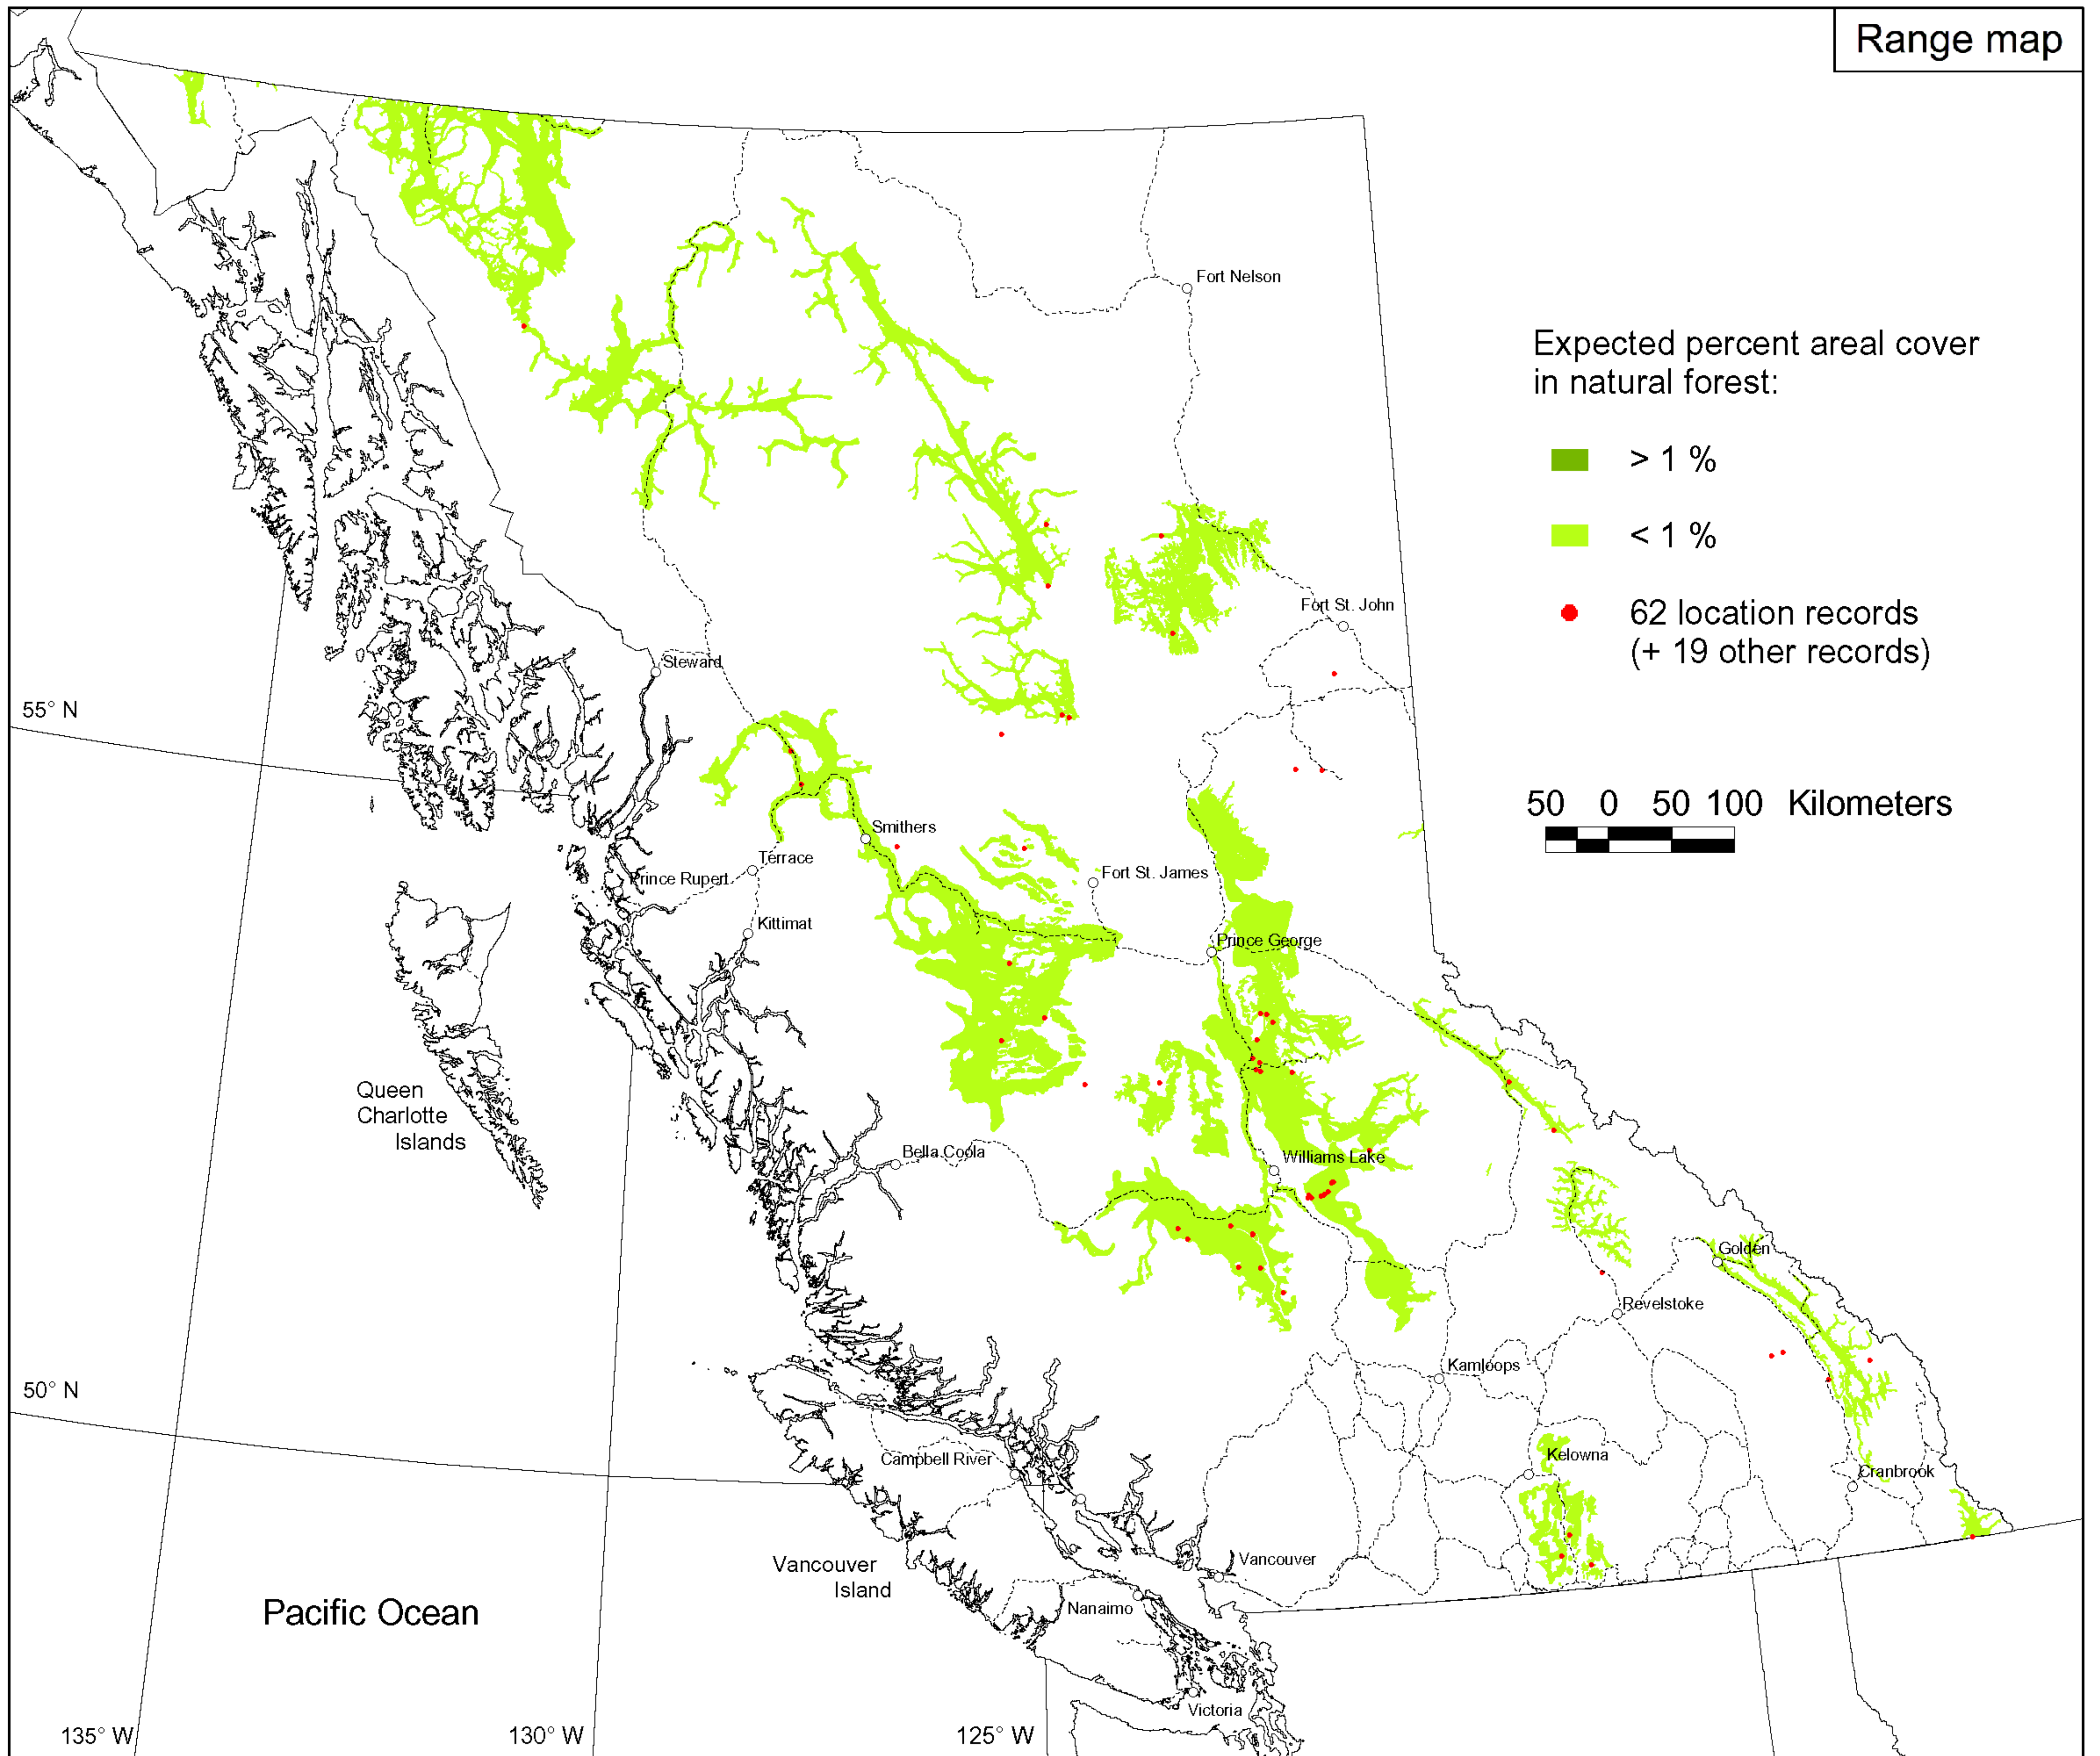 Range map
Fort Nelson
Expected percent areal cover
in natural forest:
> 1 %
< 1 %
62 location records
(+ 19 other records)
Fort St. John
Steward
55° N
50 0 50 100 Kilometers
Smithers
Terrace
Prince Rupert
Fort St. James
Kittimat
Prince George
Queen
Charlotte
Islands
Bella Coola
Williams Lake
Golden
Revelstoke
Kamloops
50° N
Campbell River
Kelowna
Cranbrook
Vancouver
Island
Vancouver
Nanaimo
Pacific Ocean
Victoria
135° W
130° W
125° W